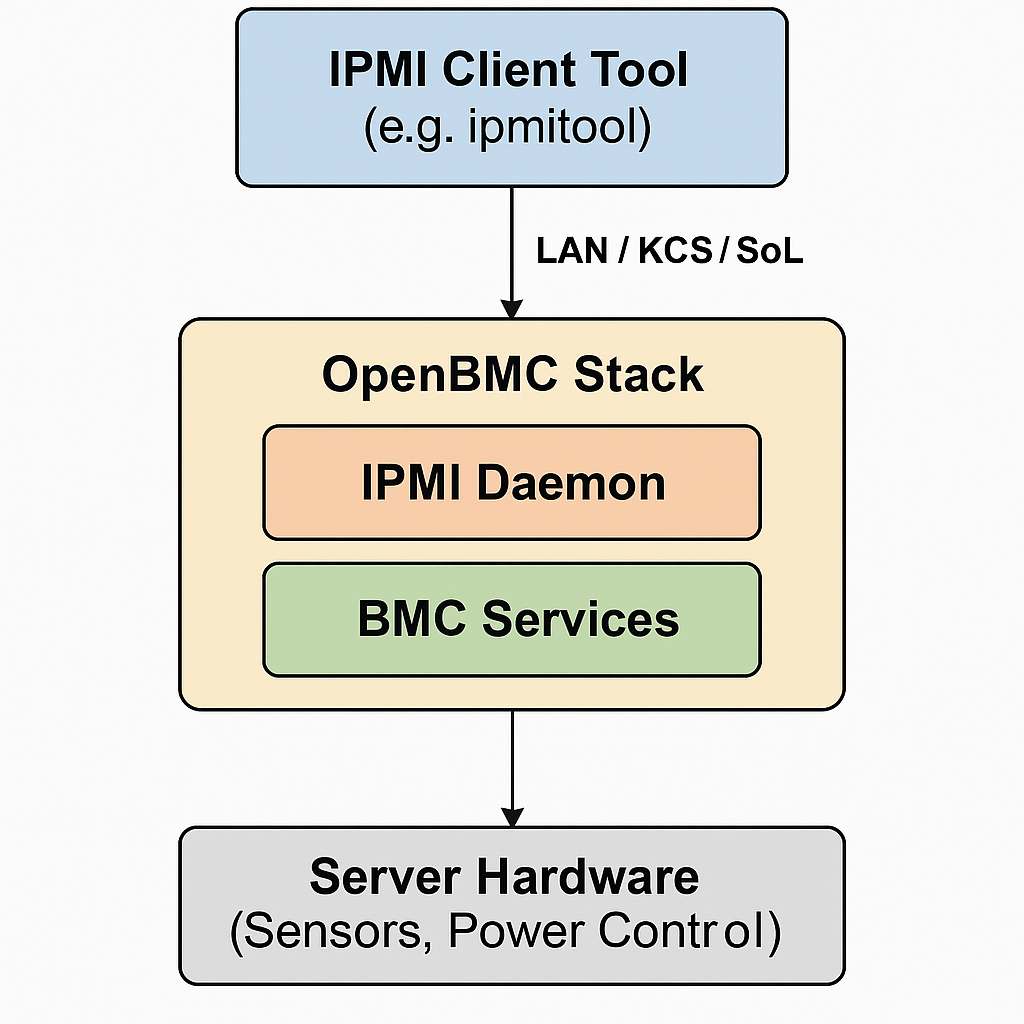 IPMI Client Tool
(e.g. ipmitool)
LAN / KCS / SoL
OpenBMC Stack
IPMI Daemon
BMC Services
Server Hardware
(Sensors, Power Control)